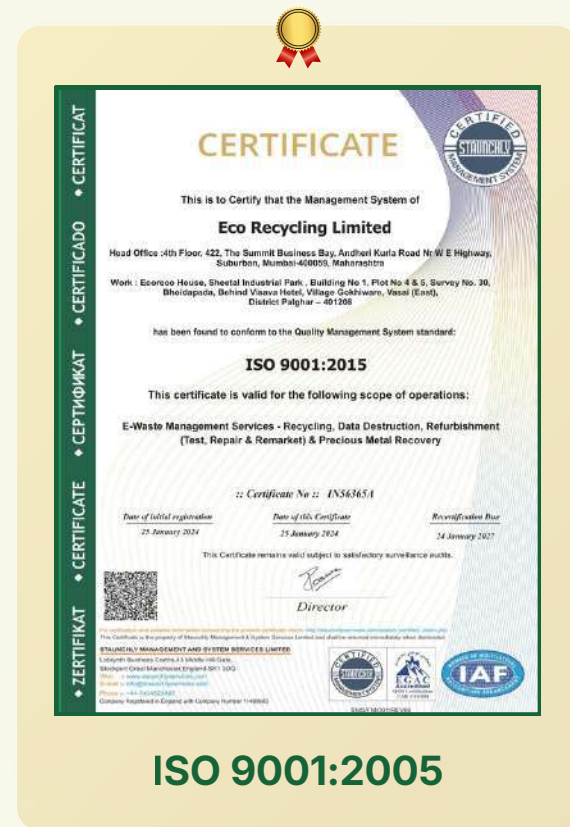 CERTIFICATE
This is to Certify that the Management System of
Eco Recycling Limited
Head Office :4th Floor, 422, The Summit Business Bay, Andheri Kurla Road Nr W E Highway,
Suburban, Mumbai-400059, Maharashtra
Work : Ecoreco House, Sheetal Industrial Park , Building No 1, Plot No 4 & 5, Survey No. 30,
Bhoidapada, Behind Visava Hotel, Village Gokhiware, Vasai (East),
District Palghar – 401208
has been found to conform to the Quality Management System standard:
ISO 9001:2015
This certificate is valid for the following scope of operations:
E-Waste Management Services - Recycling, Data Destruction, Refurbishment
(Test, Repair & Remarket) & Precious Metal Recovery
:: Certificate No :: IN56365A
Date of initial registration
25 January 2024
Date of this Certificate
25 January 2024
Recertification Due
24 January 2027
This Certificate remains valid subject to satisfactory surveillance audits.
Director
STAUNCHLY MANAGEMENT AND SYSTEM SERVICES LIMITED
ZERTIFIKAT ◆ CERTIFICATE ◆ СЕРТИФИКАТ ◆ CERTIFICADO ◆ CERTIFICAT
CERTIFIED
STAUNCHLY
MANAGEMENT SYSTEM
STAUNCHLY
EGAC
IAF
ISO 9001:2005